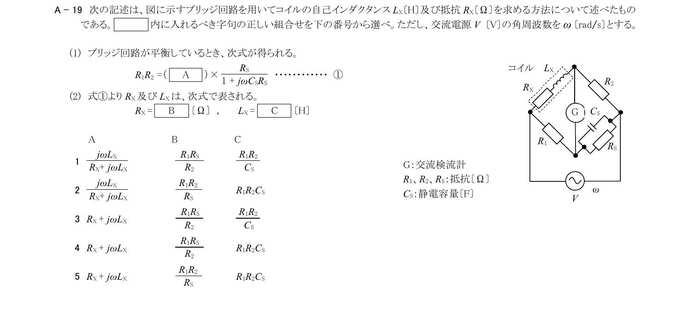 A－19 次の記述は、図に示すブリッジ回路を用いてコイルの自己インダクタンス LX〔H〕及び抵抗 RX〔Ω〕を求める方法について述べたもの
である。□内に入れるべき字句の正しい組合せを下の番号から選べ。ただし、交流電源 V〔V〕の角周波数を ω〔rad/s〕とする。
(1) ブリッジ回路が平衡しているとき、次式が得られる。
R1R2＝( A )× RS/(1＋jωCSRS) ………… ①
(2) 式①より RX 及び LX は、次式で表される。
RX＝ B 〔Ω〕 、 LX＝ C 〔H〕
A B C
1 jωLX/(RX＋jωLX) R1RS/R2 R1R2/CS
2 jωLX/(RX＋jωLX) R1R2/RS R1R2CS
3 RX＋jωLX R1RS/R2 R1R2/CS
4 RX＋jωLX R1RS/R2 R1R2CS
5 RX＋jωLX R1R2/RS R1R2CS
コイル LX
RX
R2
G
CS
R1
RS
V
ω
G：交流検流計
R1、R2、RS：抵抗〔Ω〕
CS：静電容量〔F〕